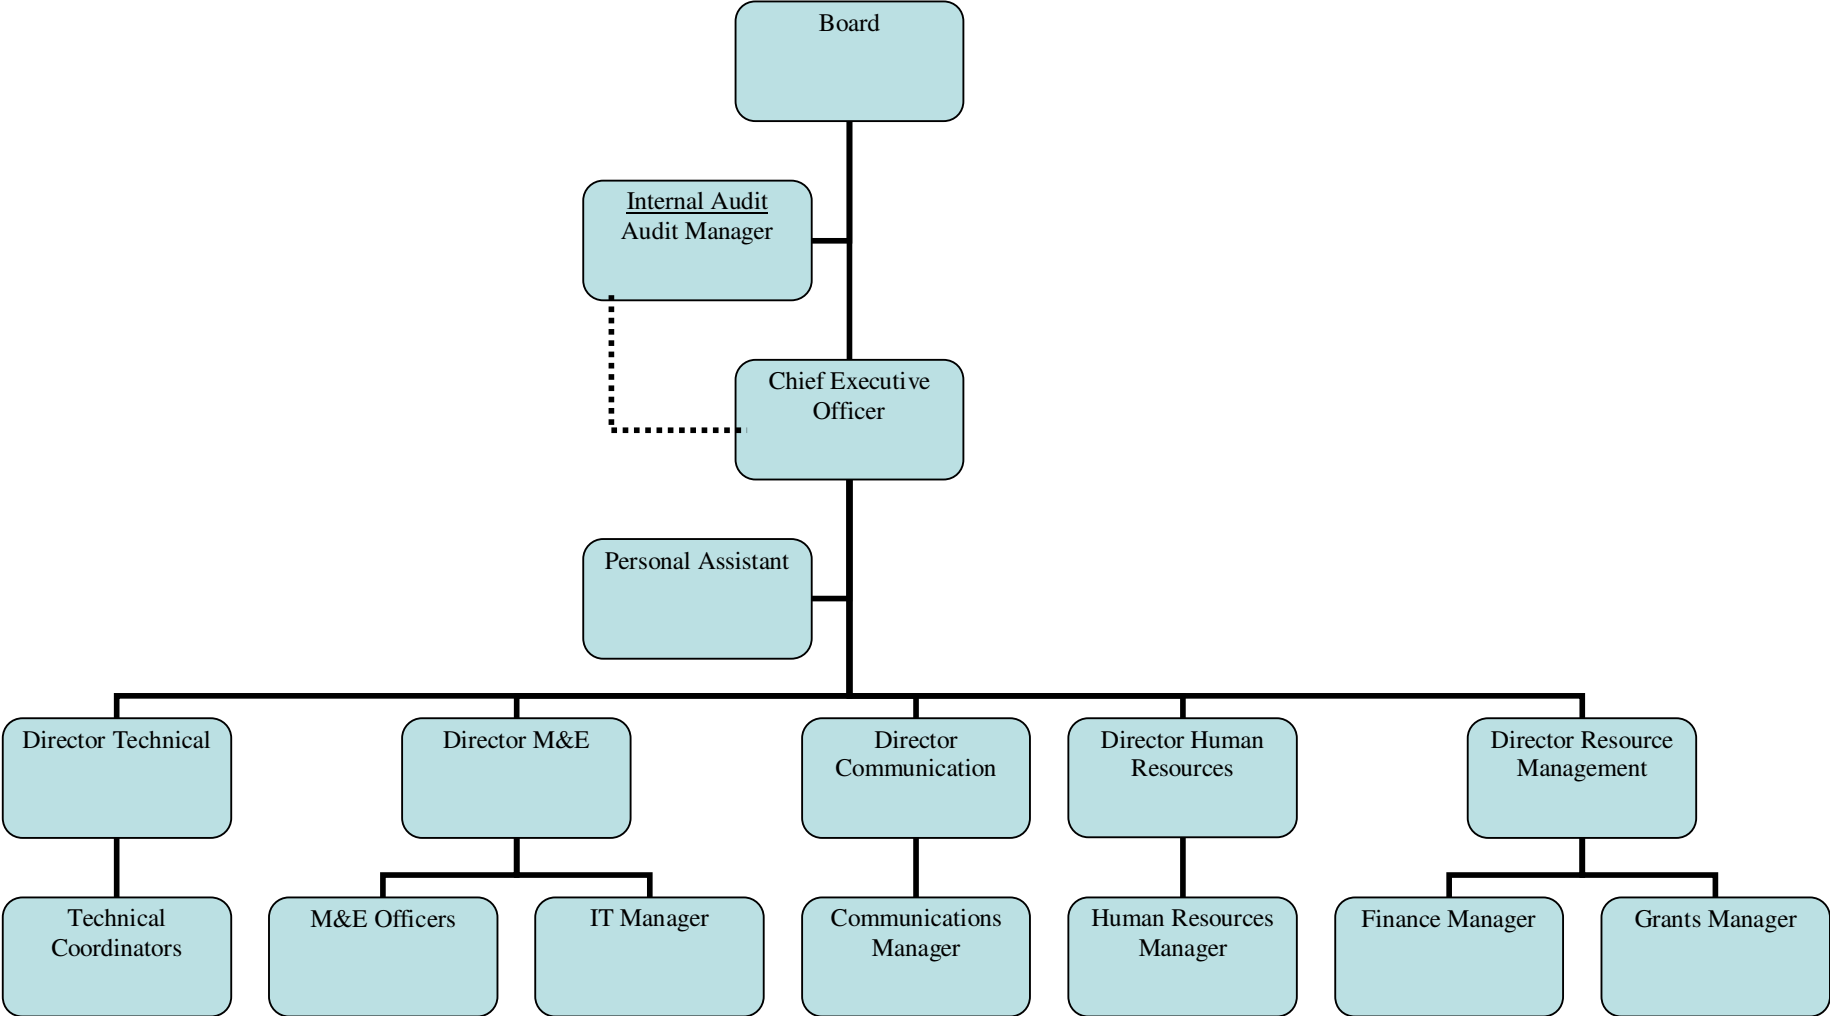 Board
Internal Audit
Audit Manager
Chief Executive
Officer
Personal Assistant
Director Technical
Director M&E
Director
Communication
Director Human
Resources
Director Resource
Management
Technical
Coordinators
M&E Officers
IT Manager
Communications
Manager
Human Resources
Manager
Finance Manager
Grants Manager